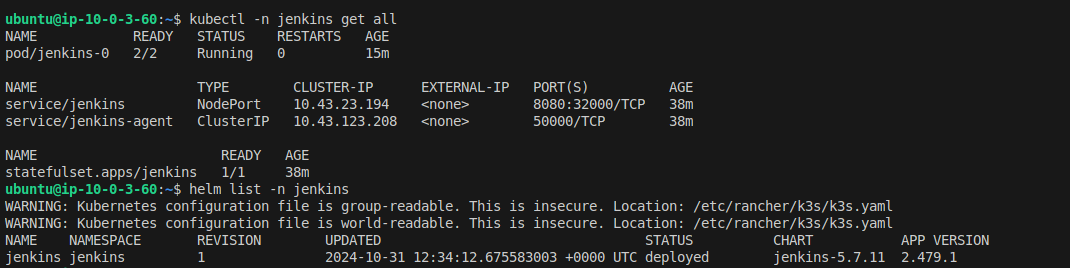 ubuntu@ip-10-0-3-60:~$ kubectl -n jenkins get all
NAME            READY   STATUS    RESTARTS   AGE
pod/jenkins-0   2/2     Running   0          15m

NAME                    TYPE        CLUSTER-IP      EXTERNAL-IP   PORT(S)          AGE
service/jenkins         NodePort    10.43.23.194    <none>        8080:32000/TCP   38m
service/jenkins-agent   ClusterIP   10.43.123.208   <none>        50000/TCP        38m

NAME                       READY   AGE
statefulset.apps/jenkins   1/1     38m
ubuntu@ip-10-0-3-60:~$ helm list -n jenkins
WARNING: Kubernetes configuration file is group-readable. This is insecure. Location: /etc/rancher/k3s/k3s.yaml
WARNING: Kubernetes configuration file is world-readable. This is insecure. Location: /etc/rancher/k3s/k3s.yaml
NAME    NAMESPACE       REVISION        UPDATED                                 STATUS          CHART           APP VERSION
jenkins jenkins         1               2024-10-31 12:34:12.675583003 +0000 UTC deployed        jenkins-5.7.11  2.479.1